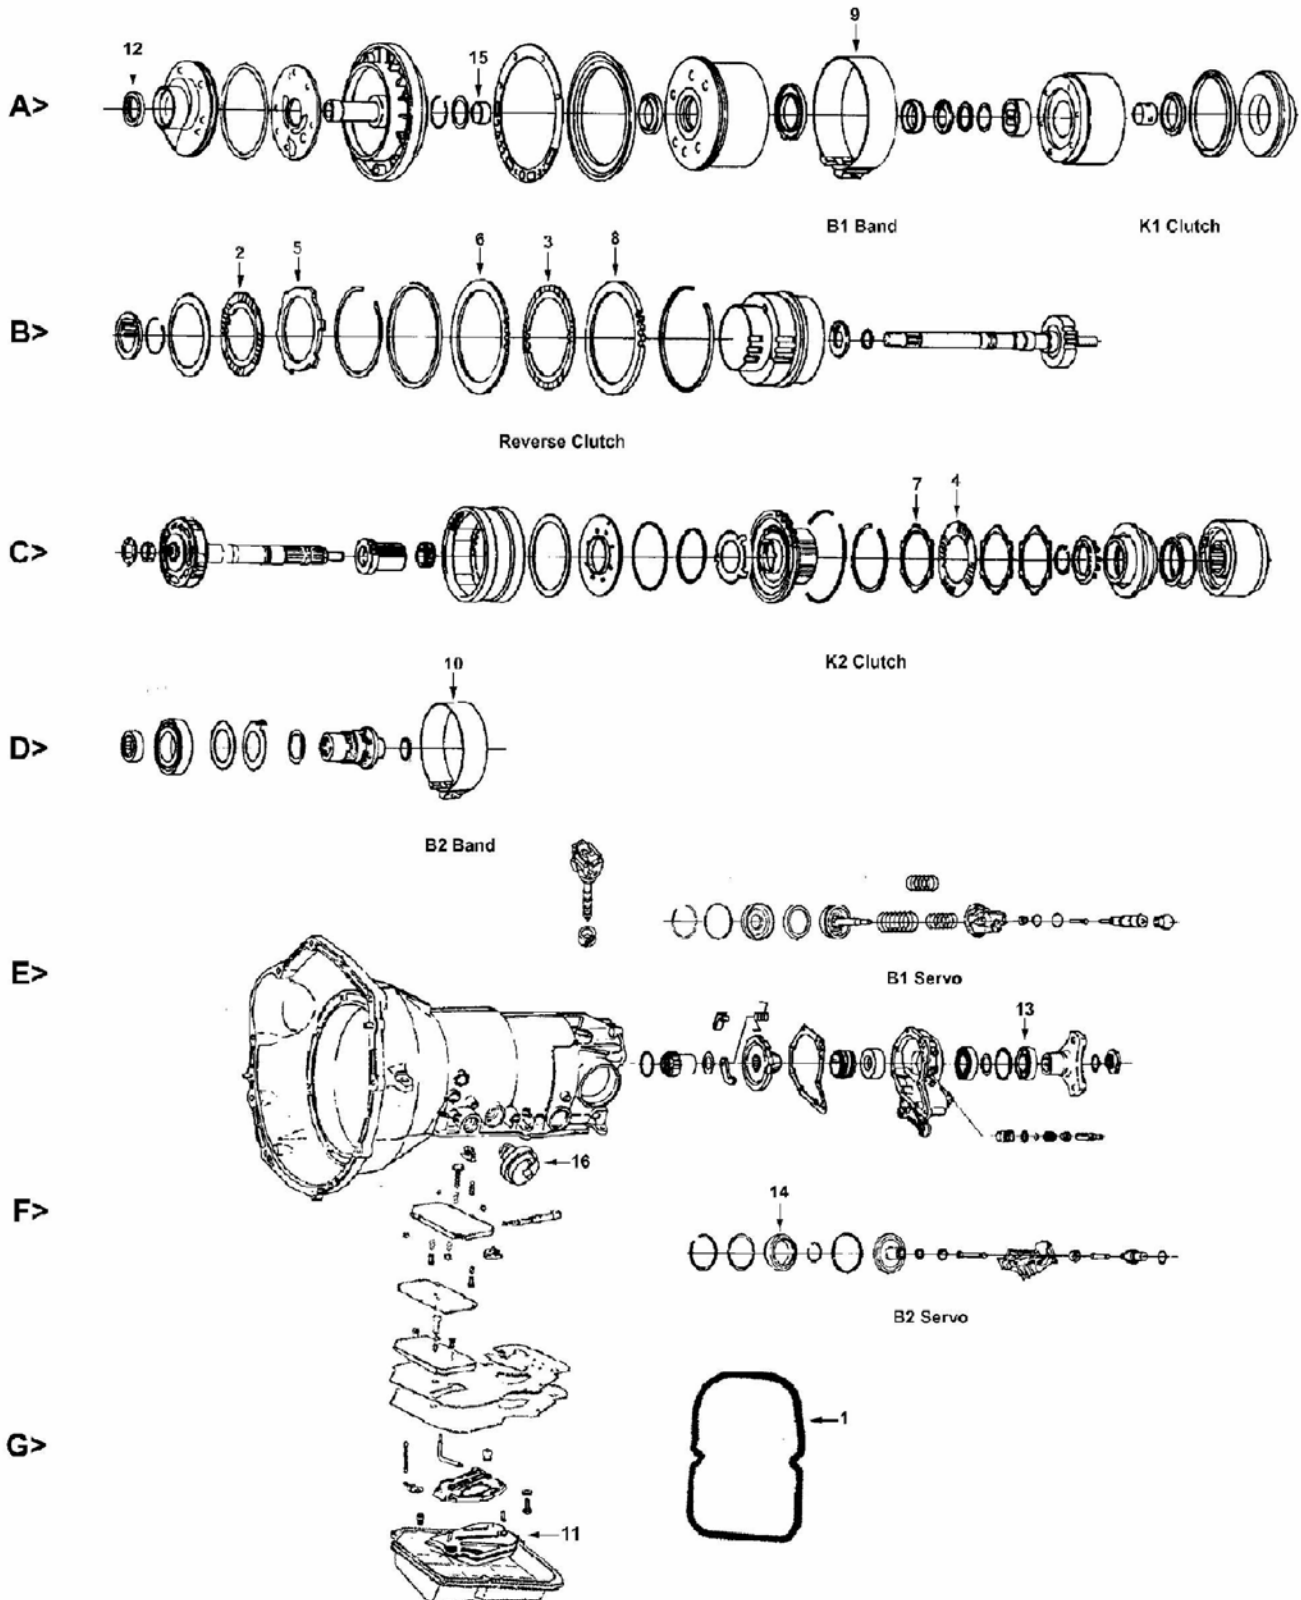 9
12
15
A>
B1 Band
K1 Clutch
2
5
6
3
8
B>
Reverse Clutch
7
4
C>
K2 Clutch
10
D>
B2 Band
E>
B1 Servo
13
16
F>
14
B2 Servo
1
G>
11